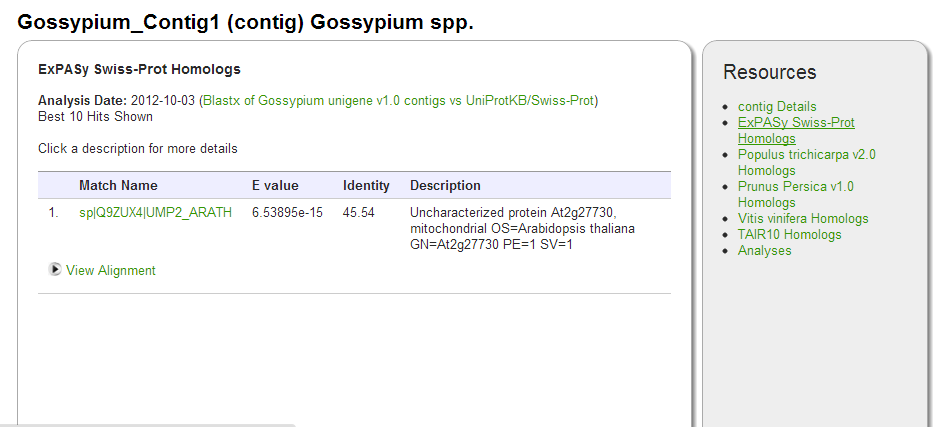 Gossypium_Contig1 (contig) Gossypium spp.
ExPASy Swiss-Prot Homologs
Analysis Date: 2012-10-03 (Blastx of Gossypium unigene v1.0 contigs vs UniProtKB/Swiss-Prot)
Best 10 Hits Shown
Click a description for more details
Match Name E value Identity Description
1. sp|Q9ZUX4|UMP2_ARATH 6.53895e-15 45.54 Uncharacterized protein At2g27730,
mitochondrial OS=Arabidopsis thaliana
GN=At2g27730 PE=1 SV=1
View Alignment
Resources
contig Details
ExPASy Swiss-Prot
Homologs
Populus trichicarpa v2.0
Homologs
Prunus Persica v1.0
Homologs
Vitis vinifera Homologs
TAIR10 Homologs
Analyses